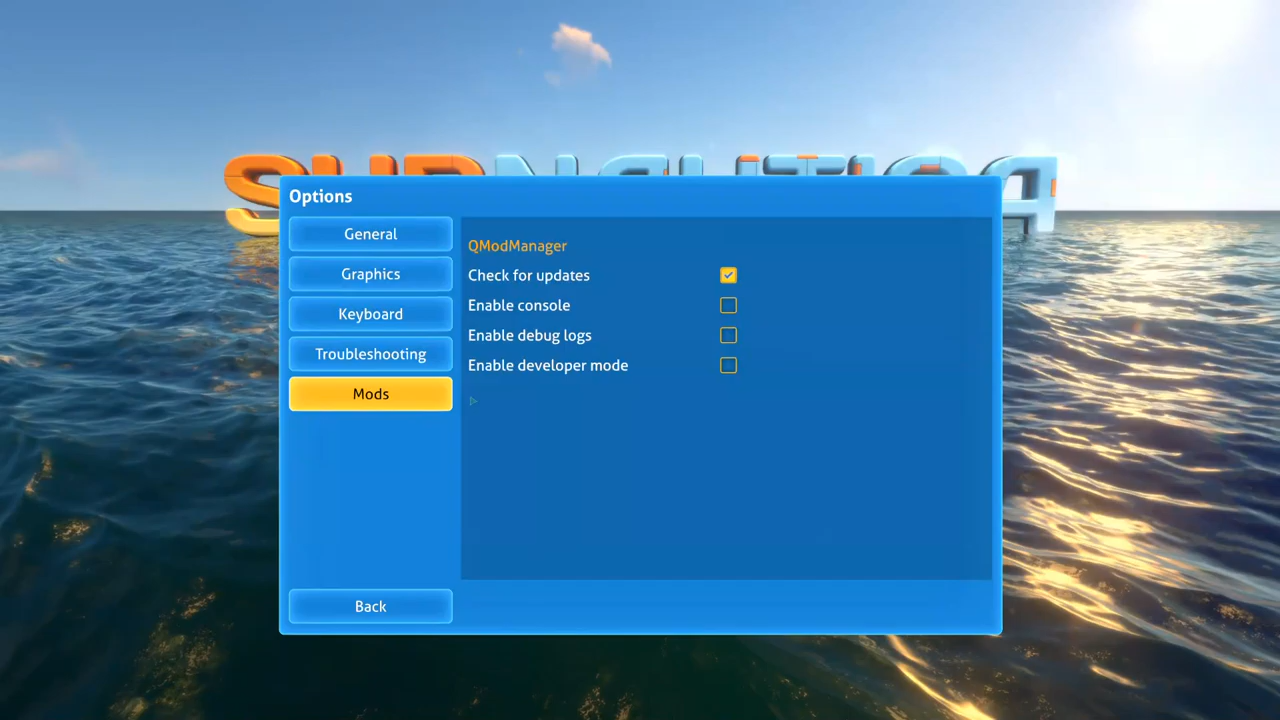 SUBNAUTICA
Options
General
Graphics
Keyboard
Troubleshooting
Mods
Back
QModManager
Check for updates
Enable console
Enable debug logs
Enable developer mode